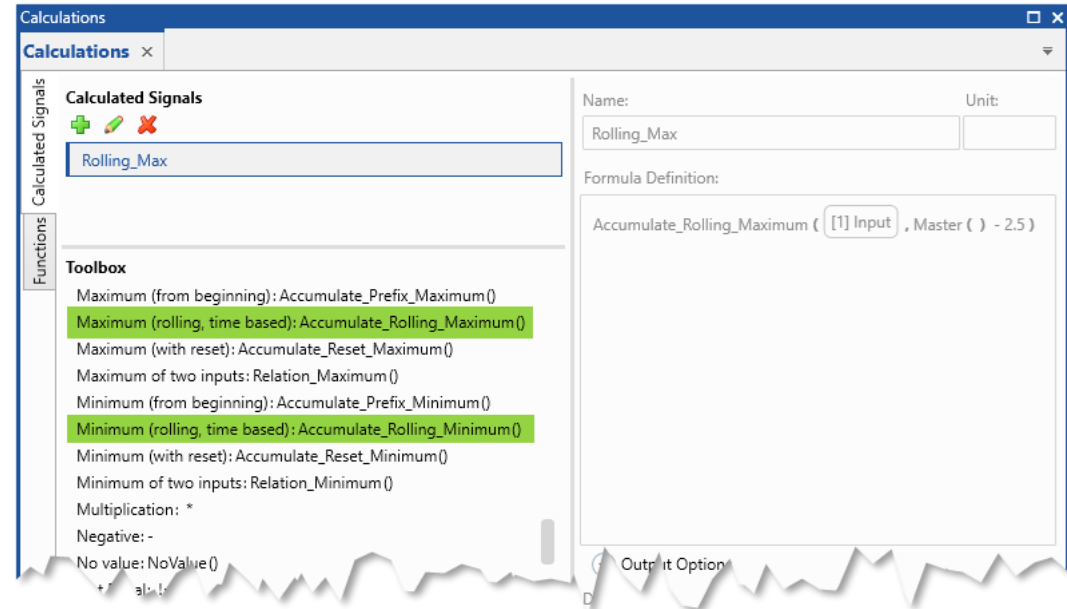 Calculations
Calculations ×
Calculated Signals
Functions
Calculated Signals
Rolling_Max
Toolbox
Maximum (from beginning): Accumulate_Prefix_Maximum()
Maximum (rolling, time based): Accumulate_Rolling_Maximum()
Maximum (with reset): Accumulate_Reset_Maximum()
Maximum of two inputs: Relation_Maximum()
Minimum (from beginning): Accumulate_Prefix_Minimum()
Minimum (rolling, time based): Accumulate_Rolling_Minimum()
Minimum (with reset): Accumulate_Reset_Minimum()
Minimum of two inputs: Relation_Minimum()
Multiplication: *
Negative: -
No value: NoValue()
Name:
Unit:
Rolling_Max
Formula Definition:
Accumulate_Rolling_Maximum ( [1] Input , Master ( ) - 2.5 )
Output Option